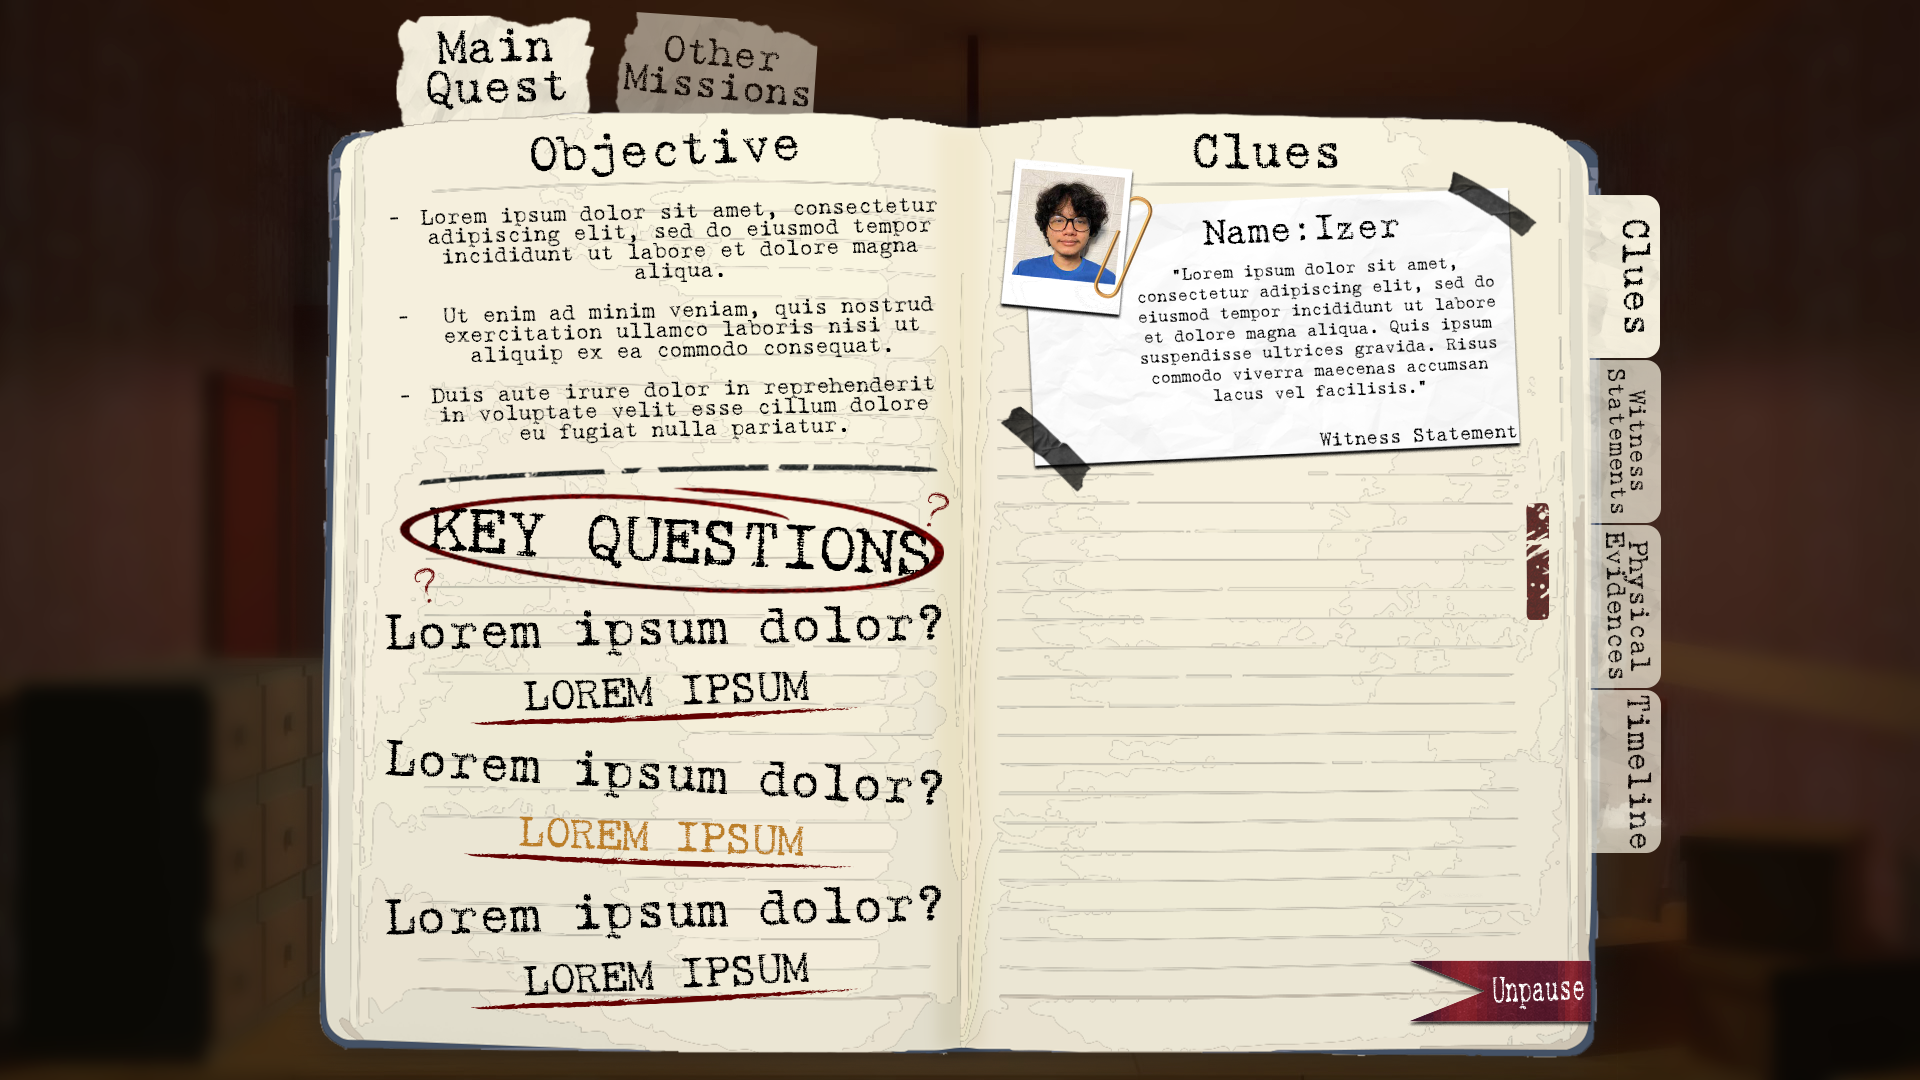 Main
Quest
Other
Missions
Objective
- Lorem ipsum dolor sit amet, consectetur
adipiscing elit, sed do eiusmod tempor
incididunt ut labore et dolore magna
aliqua.
- Ut enim ad minim veniam, quis nostrud
exercitation ullamco laboris nisi ut
aliquip ex ea commodo consequat.
- Duis aute irure dolor in reprehenderit
in voluptate velit esse cillum dolore
eu fugiat nulla pariatur.
?
KEY QUESTIONS
?
Lorem ipsum dolor?
LOREM IPSUM
Lorem ipsum dolor?
LOREM IPSUM
Lorem ipsum dolor?
LOREM IPSUM
Clues
Name:Izer
"Lorem ipsum dolor sit amet,
consectetur adipiscing elit, sed do
eiusmod tempor incididunt ut labore
et dolore magna aliqua. Quis ipsum
suspendisse ultrices gravida. Risus
commodo viverra maecenas accumsan
lacus vel facilisis."
Witness Statement
Clues
Witness
Statements
Physical
Evidences
Timeline
Unpause